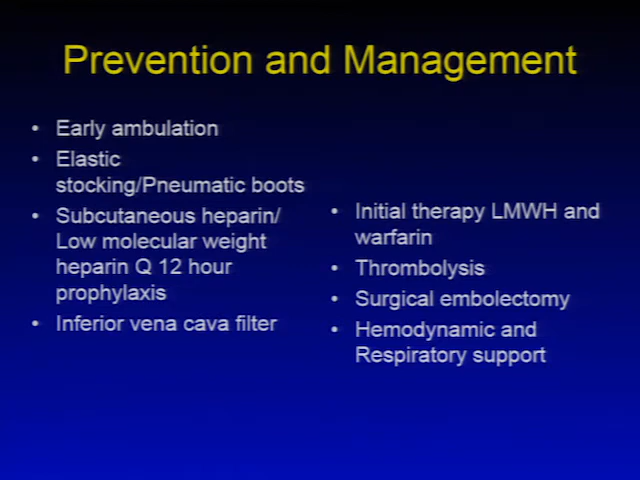 Prevention and Management
• Early ambulation
• Elastic
stocking/Pneumatic boots
• Subcutaneous heparin/
Low molecular weight
heparin Q 12 hour
prophylaxis
• Inferior vena cava filter
• Initial therapy LMWH and
warfarin
• Thrombolysis
• Surgical embolectomy
• Hemodynamic and
Respiratory support